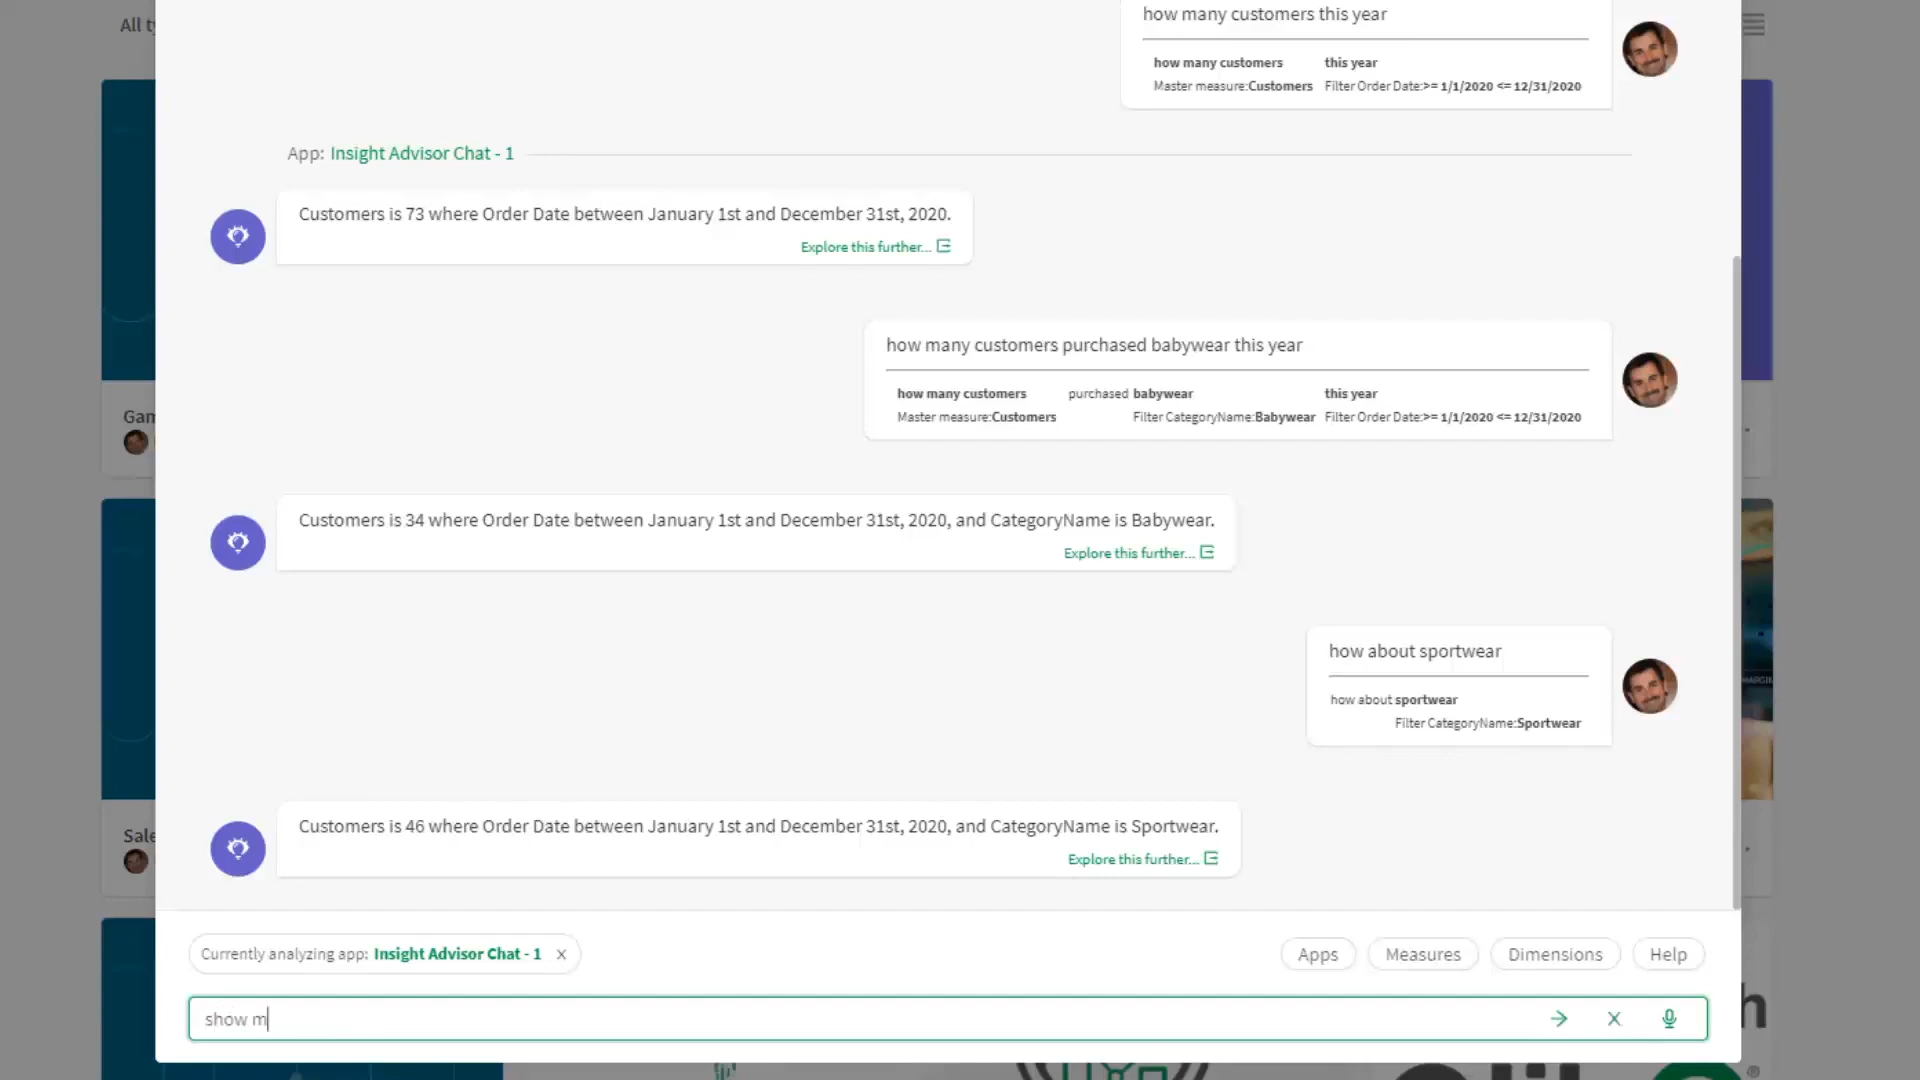 All ty
how many customers this year
how many customers this year
Master measure:Customers Filter Order Date:>= 1/1/2020 <= 12/31/2020
App: Insight Advisor Chat - 1
Customers is 73 where Order Date between January 1st and December 31st, 2020.
Explore this further...
how many customers purchased babywear this year
how many customers purchased babywear this year
Master measure:Customers Filter CategoryName:Babywear Filter Order Date:>= 1/1/2020 <= 12/31/2020
Gam
Customers is 34 where Order Date between January 1st and December 31st, 2020, and CategoryName is Babywear.
Explore this further...
how about sportwear
how about sportwear
Filter CategoryName:Sportwear
Sale
Customers is 46 where Order Date between January 1st and December 31st, 2020, and CategoryName is Sportwear.
Explore this further...
Currently analyzing app: Insight Advisor Chat - 1 x
Apps Measures Dimensions Help
show m